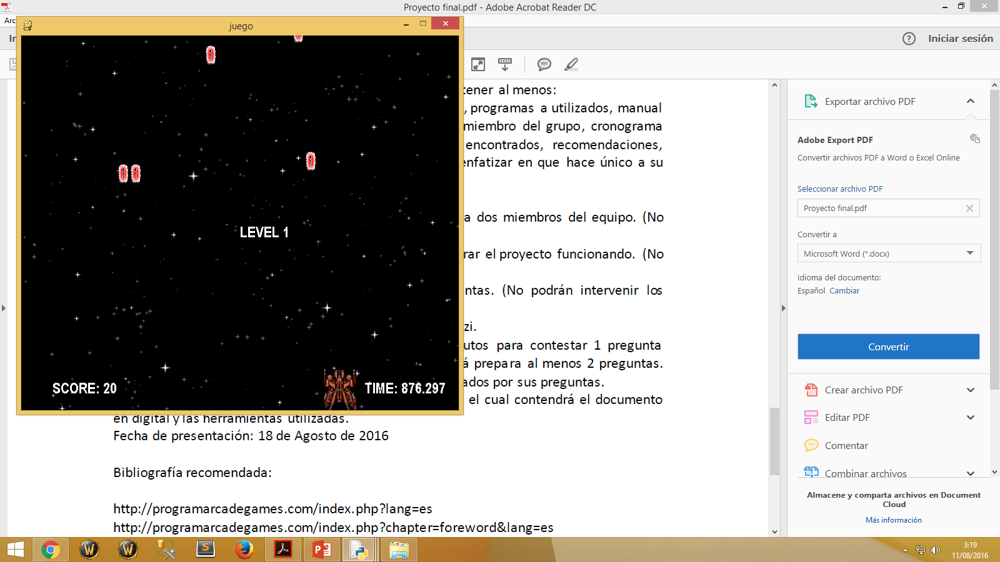 Proyecto final.pdf - Adobe Acrobat Reader DC
Arc
juego
In
Iniciar sesión
LEVEL 1
SCORE: 20
TIME: 876.297
tener al menos:
, programas a utilizados, manual
miembro del grupo, cronograma
encontrados, recomendaciones,
enfatizar en que hace único a su
a dos miembros del equipo. (No
rar el proyecto funcionando. (No
ntas. (No podrán intervenir los
zi.
utos para contestar 1 pregunta
á prepara al menos 2 preguntas.
ados por sus preguntas.
el cual contendrá el documento
en digital y las herramientas utilizadas.
Fecha de presentación: 18 de Agosto de 2016
Bibliografía recomendada:
http://programarcadegames.com/index.php?lang=es
http://programarcadegames.com/index.php?chapter=foreword&lang=es
Exportar archivo PDF
Adobe Export PDF
Convertir archivos PDF a Word o Excel Online
Seleccionar archivo PDF
Proyecto final.pdf
Convertir a
Microsoft Word (*.docx)
Idioma del documento:
Español Cambiar
Convertir
Crear archivo PDF
Editar PDF
Comentar
Combinar archivos
Almacene y comparta archivos en Document
Cloud
Más información
3:19
11/08/2016